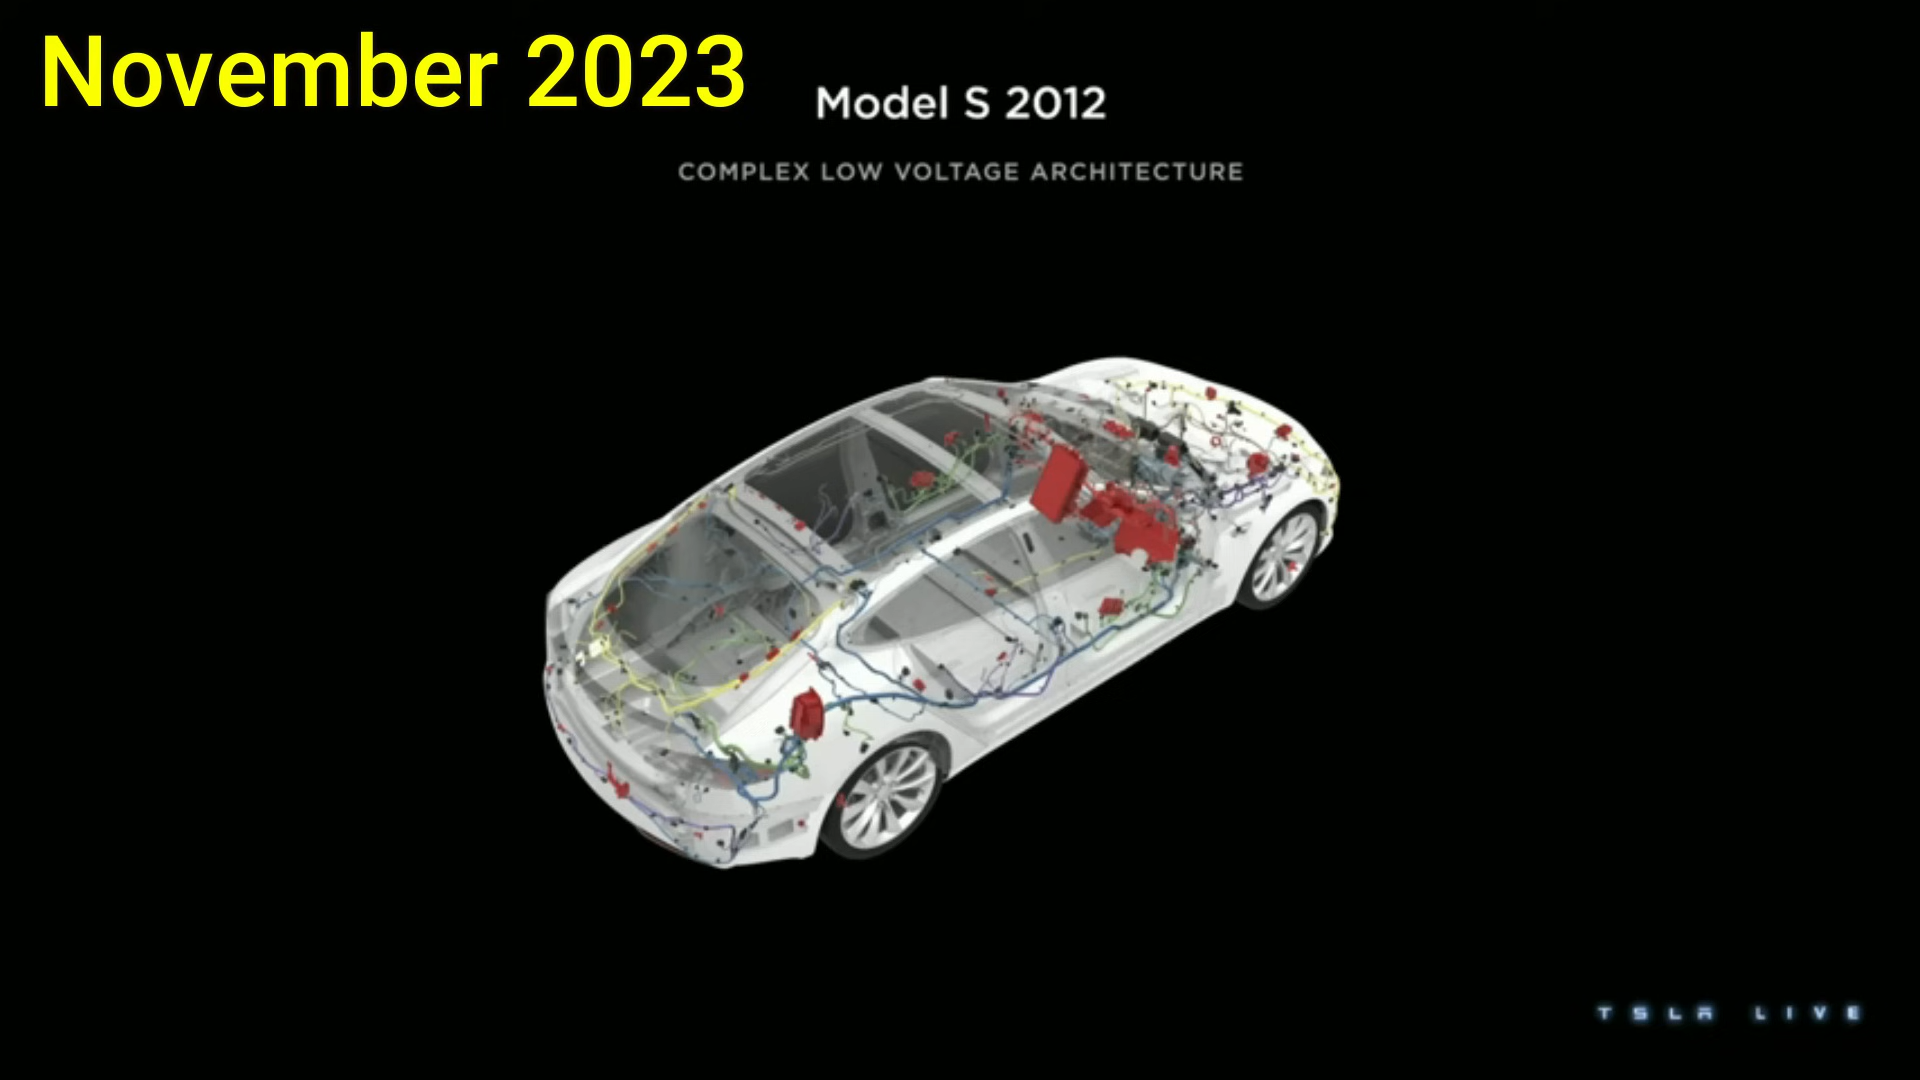 November 2023
Model S 2012
COMPLEX LOW VOLTAGE ARCHITECTURE
TSLA LIVE